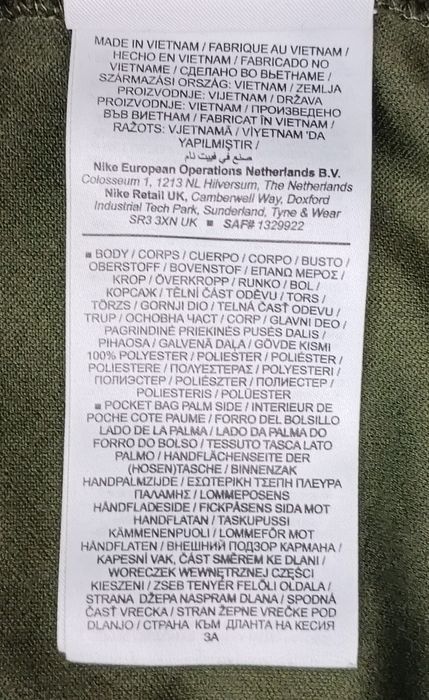 MADE IN VIETNAM / FABRIQUE AU VIETNAM /
HECHO EN VIETNAM / FABRICADO NO
VIETNAME / СДЕЛАНО ВО ВЬЕТНАМЕ /
SZÁRMAZÁSI ORSZÁG: VIETNAM / ZEMLJA
PROIZVODNJE: VIJETNAM / DRŽAVA
PROIZVODNJE: VIETNAM / ПРОИЗВЕДЕНО
ВЪВ ВИЕТНАМ / FABRICAT ÎN VIETNAM /
RAŽOTS: VJETNAMĀ / VİYETNAM 'DA
YAPILMIŞTIR /
صنع في فييت نام
Nike European Operations Netherlands B.V.
Colosseum 1, 1213 NL Hilversum, The Netherlands
Nike Retail UK, Camberwell Way, Doxford
Industrial Tech Park, Sunderland, Tyne & Wear
SR3 3XN UK ■ SAF# 1329922
■ BODY / CORPS / CUERPO / CORPO / BUSTO /
OBERSTOFF / BOVENSTOF / ΕΠΑΝΩ ΜΕΡΟΣ /
KROP / ÖVERKROPP / RUNKO / BOL /
КОРСАЖ / TĚLNÍ ČÁST ODĚVU / TORS /
TÖRZS / GORNJI DIO / TELNÁ ČASŤ ODEVU /
TRUP / ОСНОВНА ЧАСТ / CORP / GLAVNI DEO /
PAGRINDINĖ PRIEKINĖS PUSĖS DALIS /
PIHAOSA / GALVENĀ DAĻA / GÖVDE KISMI
100% POLYESTER / POLIESTER / POLIÉSTER /
POLIESTERE / ΠΟΛΥΕΣΤΕΡΑΣ / POLYESTERI /
ПОЛИЭСТЕР / POLIÉSZTER / ПОЛИЕСТЕР /
POLIESTERIS / POLÜESTER
■ POCKET BAG PALM SIDE / INTERIEUR DE
POCHE COTE PAUME / FORRO DEL BOLSILLO
LADO DE LA PALMA / LADO DA PALMA DO
FORRO DO BOLSO / TESSUTO TASCA LATO
PALMO / HANDFLÄCHENSEITE DER
(HOSEN)TASCHE / BINNENZAK
HANDPALMZIJDE / ΕΣΩΤΕΡΙΚΗ ΤΣΕΠΗ ΠΛΕΥΡΑ
ΠΑΛΑΜΗΣ / LOMMEPOSENS
HÅNDFLADESIDE / FICKPÅSENS SIDA MOT
HANDFLATAN / TASKUPUSSI
KÄMMENENPUOLI / LOMMEFÔR MOT
HÅNDFLATEN / ВНЕШНИЙ ПОДЗОР КАРМАНА /
KAPESNÍ VAK, ČÁST SMĚREM KE DLANI /
WORECZEK WEWNĘTRZNEJ CZĘŚCI
KIESZENI / ZSEB TENYÉR FELŐLI OLDALA /
STRANA DŽEPA NASPRAM DLANA / SPODNÁ
ČASŤ VRECKA / STRAN ŽEPNE VREČKE POD
DLANJO / СТРАНА КЪМ ДЛАНТА НА КЕСИЯ
3A